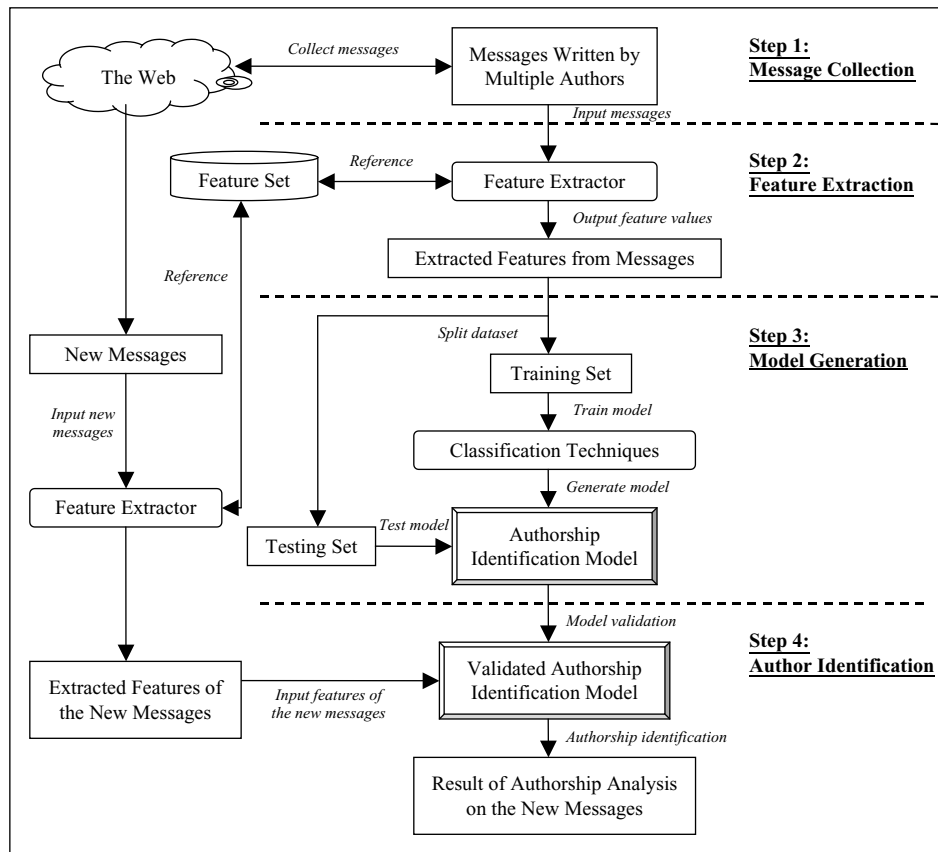 Collect messages
The Web
Messages Written by
Multiple Authors
Step 1:
Message Collection
Input messages
Feature Set
Reference
Feature Extractor
Step 2:
Feature Extraction
Output feature values
Reference
Extracted Features from Messages
Split dataset
Step 3:
Model Generation
New Messages
Training Set
Train model
Input new
messages
Classification Techniques
Generate model
Feature Extractor
Testing Set
Test model
Authorship
Identification Model
Model validation
Step 4:
Author Identification
Extracted Features of
the New Messages
Input features of
the new messages
Validated Authorship
Identification Model
Authorship identification
Result of Authorship Analysis
on the New Messages